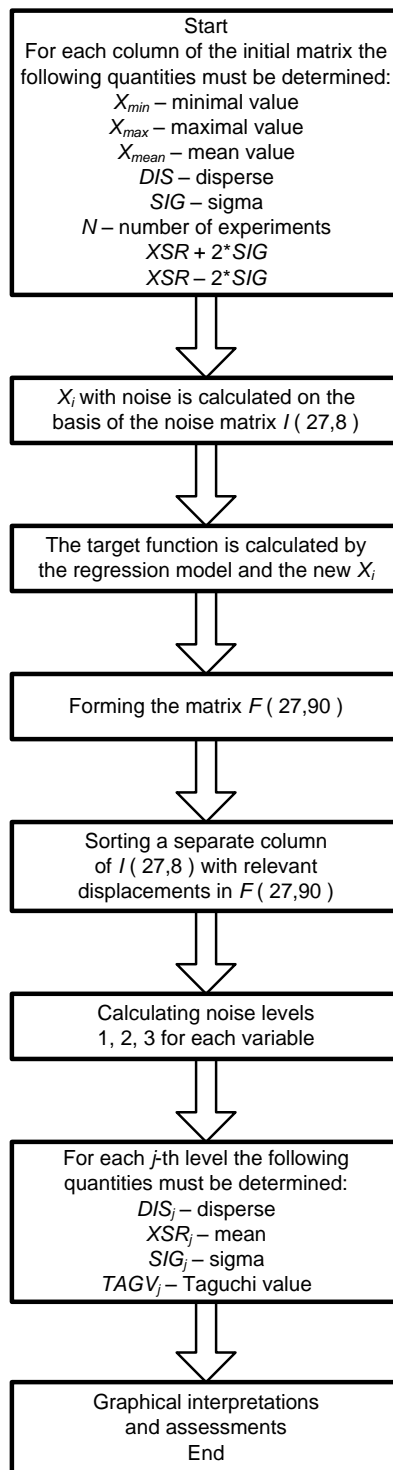 Start
For each column of the initial matrix the
following quantities must be determined:
Xmin – minimal value
Xmax – maximal value
Xmean – mean value
DIS – disperse
SIG – sigma
N – number of experiments
XSR + 2*SIG
XSR – 2*SIG
Xi with noise is calculated on the
basis of the noise matrix I ( 27,8 )
The target function is calculated by
the regression model and the new Xi
Forming the matrix F ( 27,90 )
Sorting a separate column
of I ( 27,8 ) with relevant
displacements in F ( 27,90 )
Calculating noise levels
1, 2, 3 for each variable
For each j-th level the following
quantities must be determined:
DISj – disperse
XSRj – mean
SIGj – sigma
TAGVj – Taguchi value
Graphical interpretations
and assessments
End